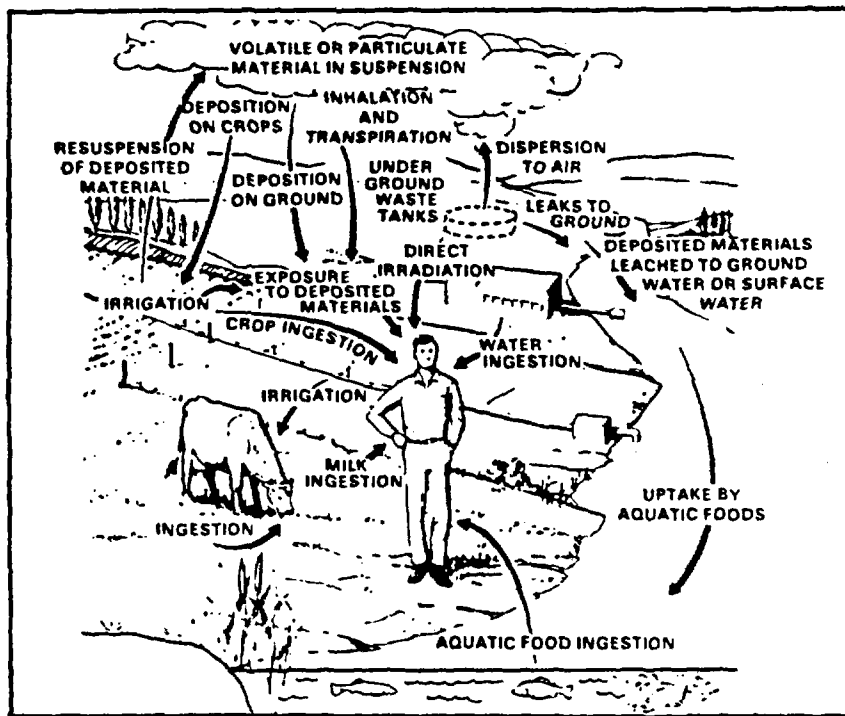 VOLATILE OR PARTICULATE
MATERIAL IN SUSPENSION
DEPOSITION
ON CROPS
INHALATION
AND
TRANSPIRATION
RESUSPENSION
OF DEPOSITED
MATERIAL
DEPOSITION
ON GROUND
UNDER
GROUND
WASTE
TANKS
DISPERSION
TO AIR
LEAKS TO
GROUND
DEPOSITED MATERIALS
LEACHED TO GROUND
WATER OR SURFACE
WATER
DIRECT
IRRADIATION
EXPOSURE
TO DEPOSITED
MATERIALS
IRRIGATION
CROP INGESTION
WATER
INGESTION
IRRIGATION
MILK
INGESTION
INGESTION
UPTAKE BY
AQUATIC FOODS
AQUATIC FOOD INGESTION